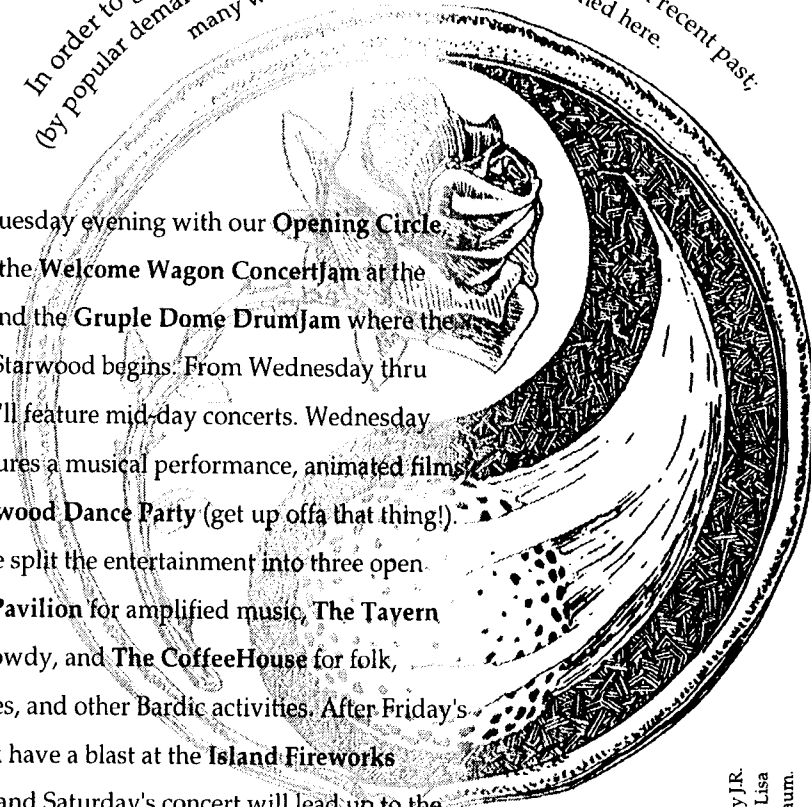 In order to
recent past;
(by popular
ned here.
many
uesday evening with our Opening Circle,
the Welcome Wagon ConcertJam at the
nd the Gruple Dome DrumJam where the
Starwood begins. From Wednesday thru
'll feature mid-day concerts. Wednesday
ures a musical performance, animated films,
wood Dance Party (get up offa that thing!).
e split the entertainment into three open
Pavilion for amplified music, The Tavern
owdy, and The CoffeeHouse for folk,
es, and other Bardic activities. After Friday's
have a blast at the Island Fireworks
and Saturday's concert will lead up to the
y J.R.
Lisa
um.